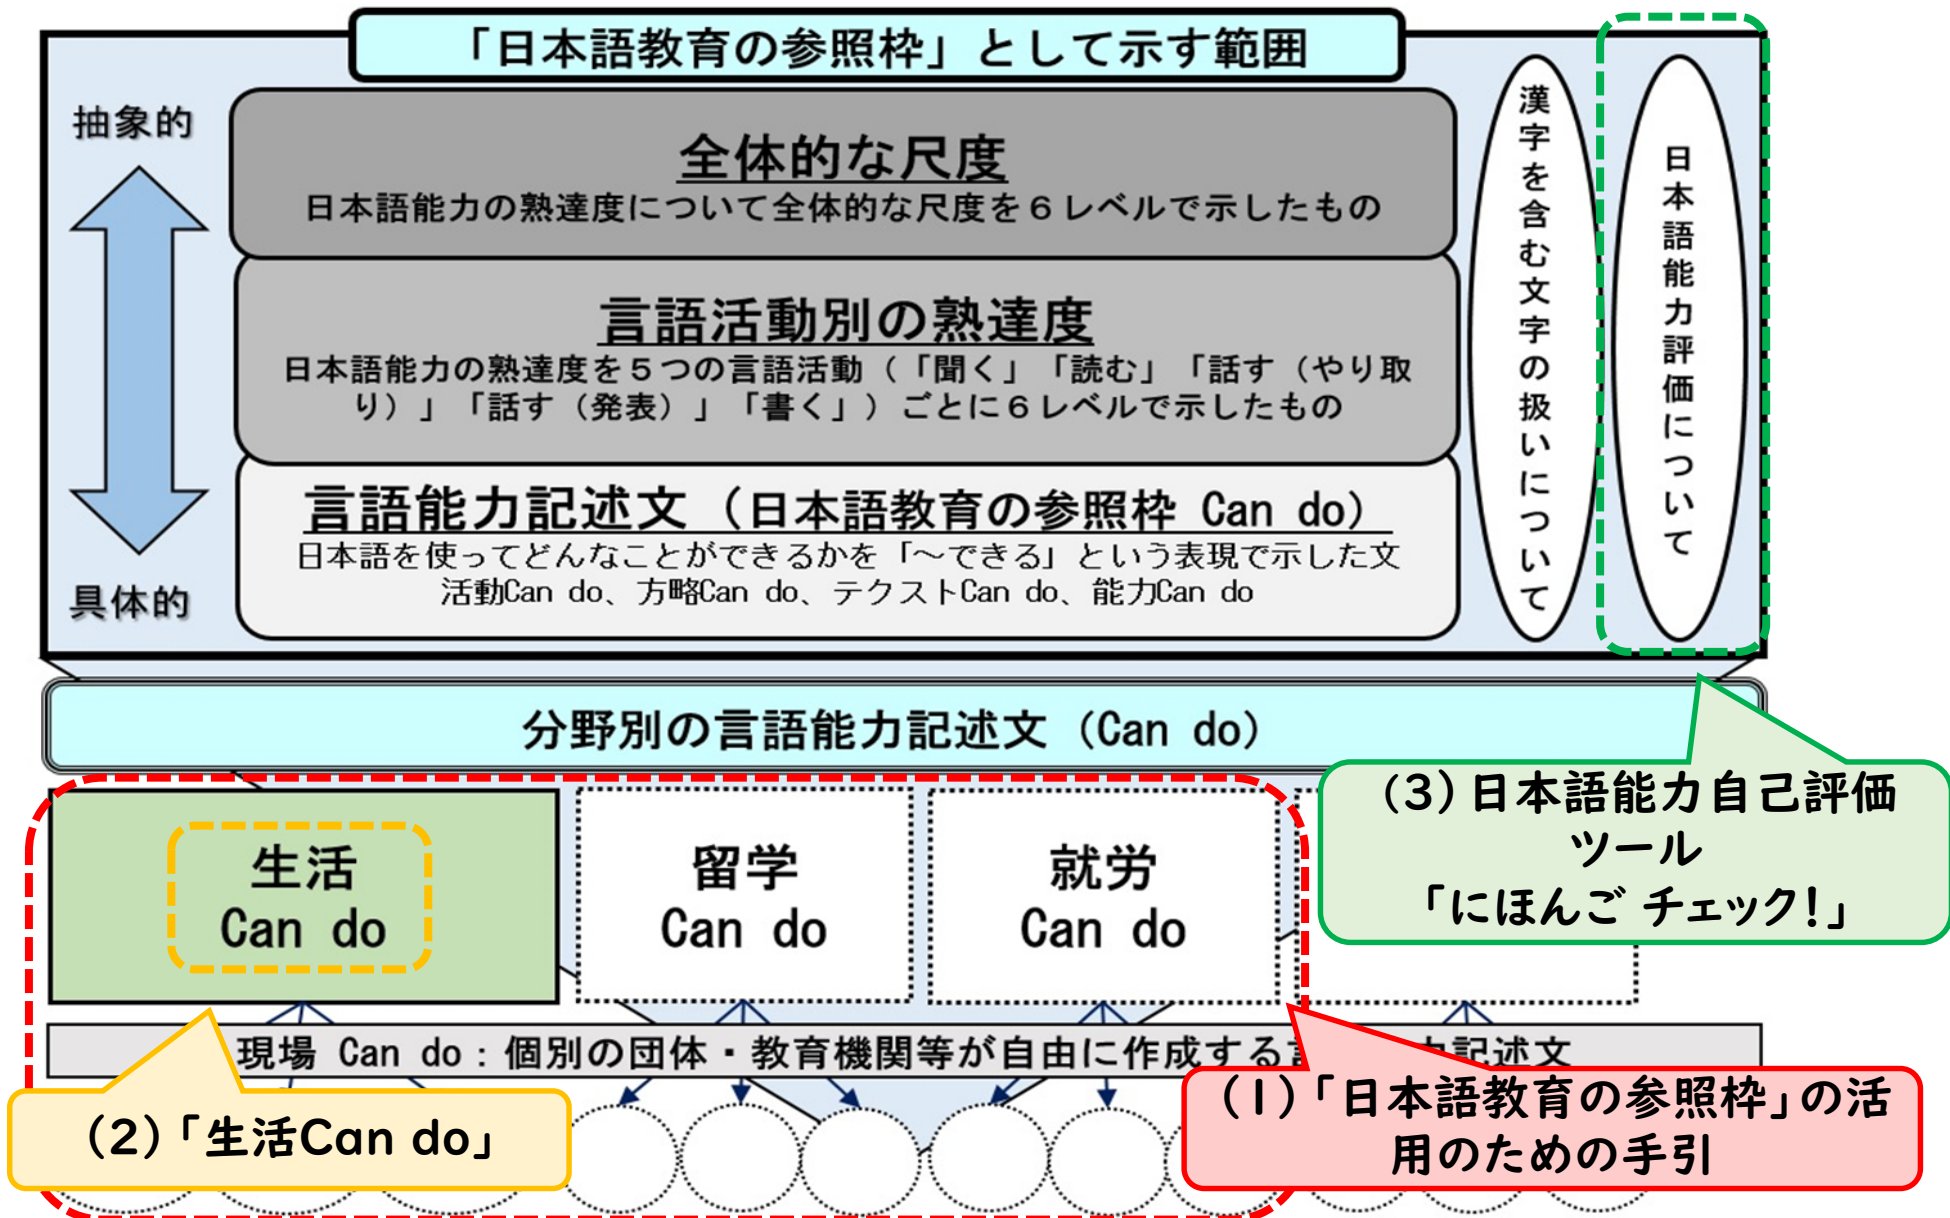 「日本語教育の参照枠」として示す範囲
抽象的
全体的な尺度
日本語能力の熟達度について全体的な尺度を６レベルで示したもの
言語活動別の熟達度
日本語能力の熟達度を５つの言語活動（「聞く」「読む」「話す（やり取
り）」「話す（発表）」「書く」）ごとに６レベルで示したもの
言語能力記述文（日本語教育の参照枠 Can do）
日本語を使ってどんなことができるかを「～できる」という表現で示した文
活動Can do、方略Can do、テクストCan do、能力Can do
具体的
漢字を含む文字の扱いについて
日本語能力評価について
分野別の言語能力記述文（Can do）
生活
Can do
留学
Can do
就労
Can do
(3)日本語能力自己評価
ツール
「にほんご チェック!」
現場 Can do：個別の団体・教育機関等が自由に作成する 記述文
(2)「生活Can do」
(1)「日本語教育の参照枠」の活
用のための手引